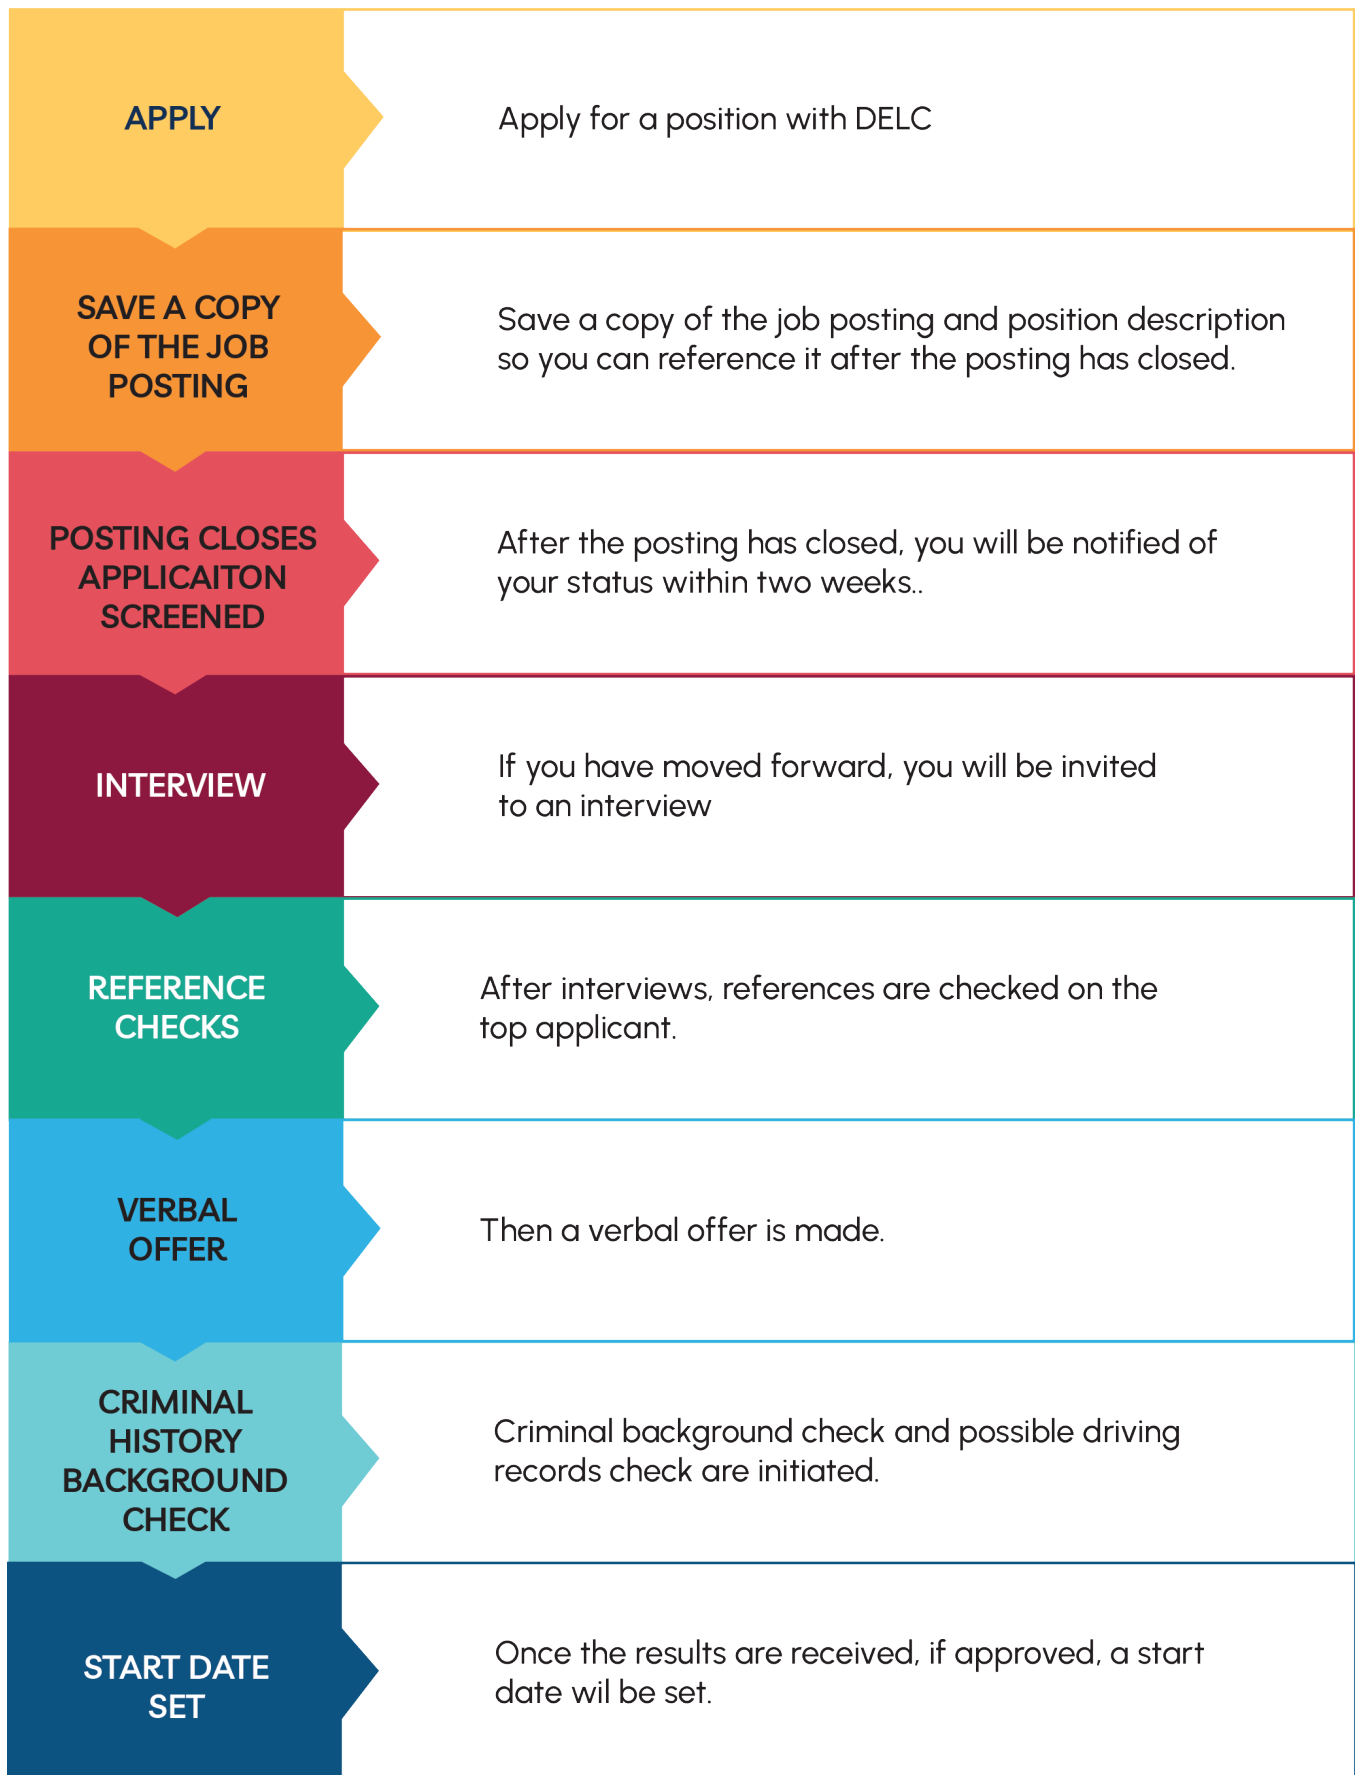 APPLY
Apply for a position with DELC
SAVE A COPY
OF THE JOB
POSTING
Save a copy of the job posting and position description
so you can reference it after the posting has closed.
POSTING CLOSES
APPLICAITON
SCREENED
After the posting has closed, you will be notified of
your status within two weeks..
INTERVIEW
If you have moved forward, you will be invited
to an interview
REFERENCE
CHECKS
After interviews, references are checked on the
top applicant.
VERBAL
OFFER
Then a verbal offer is made.
CRIMINAL
HISTORY
BACKGROUND
CHECK
Criminal background check and possible driving
records check are initiated.
START DATE
SET
Once the results are received, if approved, a start
date wil be set.